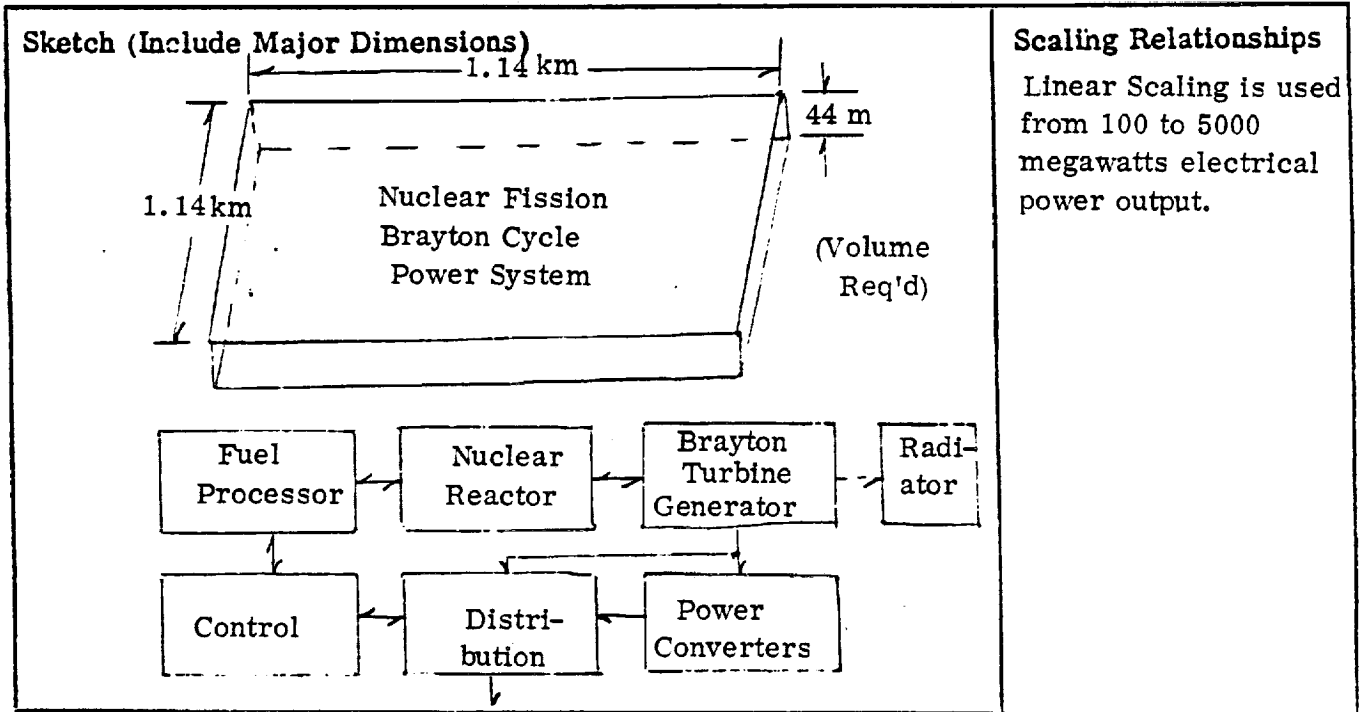 Sketch (Include Major Dimensions)
1.14 km
44 m
1.14 km
Nuclear Fission
Brayton Cycle
Power System
(Volume
Req'd)
Fuel
Processor
Nuclear
Reactor
Brayton
Turbine
Generator
Radi-
ator
Control
Distri-
bution
Power
Converters
Scaling Relationships
Linear Scaling is used
from 100 to 5000
megawatts electrical
power output.